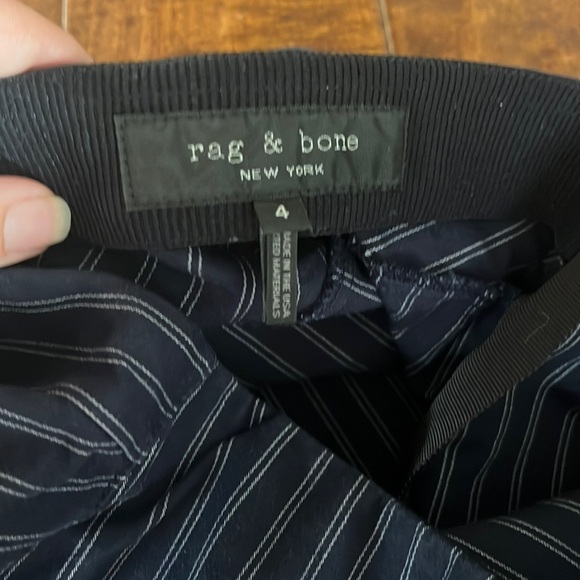 rag & bone
NEW YORK
4
MADE IN THE USA
MATERIALS